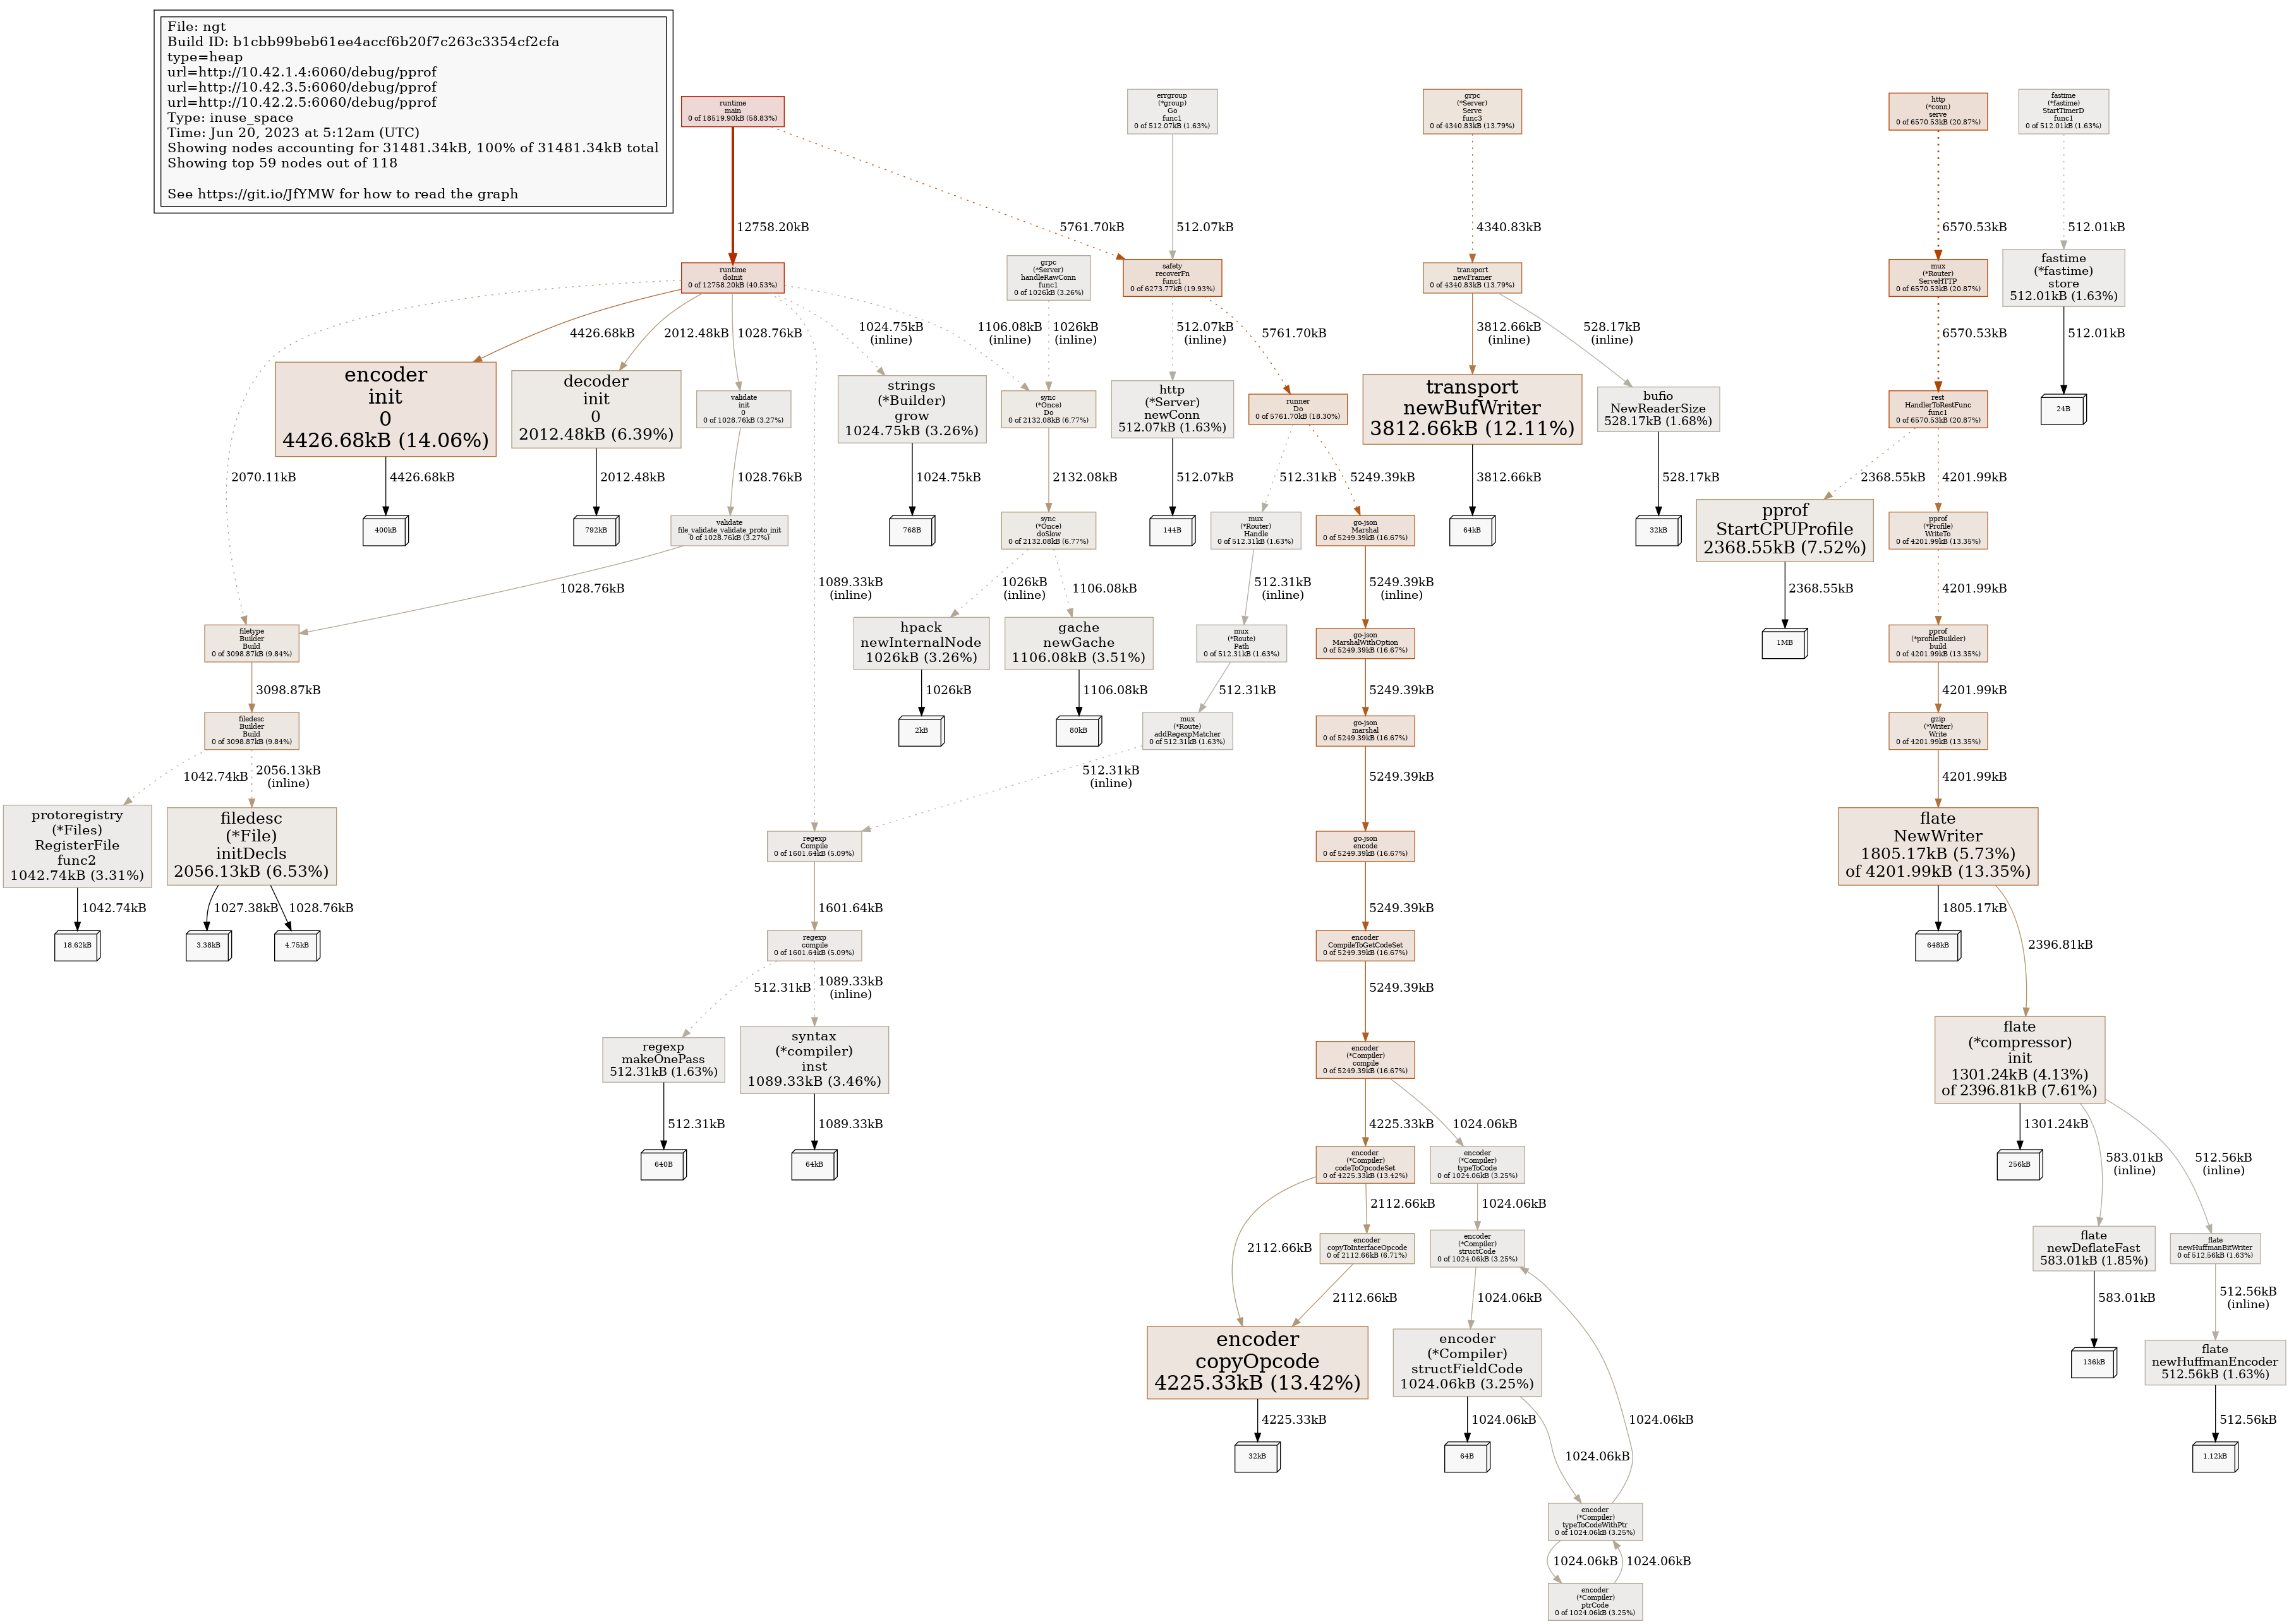 File: ngt
Build ID: b1cbb99beb61ee4accf6b20f7c263c3354cf2cfa
type=heap
url=http://10.42.1.4:6060/debug/pprof
url=http://10.42.3.5:6060/debug/pprof
url=http://10.42.2.5:6060/debug/pprof
Type: inuse_space
Time: Jun 20, 2023 at 5:12am (UTC)
Showing nodes accounting for 31481.34kB, 100% of 31481.34kB total
Showing top 59 nodes out of 118
See https://git.io/JfYMW for how to read the graph
runtime
main
0 of 18519.90kB (58.83%)
errgroup
(*group)
Go
func1
0 of 512.07kB (1.63%)
grpc
(*Server)
Serve
func3
0 of 4340.83kB (13.79%)
http
(*conn)
serve
0 of 6570.53kB (20.87%)
fastime
(*fastime)
StartTimerD
func1
0 of 512.01kB (1.63%)
12758.20kB
5761.70kB
512.07kB
4340.83kB
6570.53kB
512.01kB
runtime
doInit
0 of 12758.20kB (40.53%)
grpc
(*Server)
handleRawConn
func1
0 of 1026kB (3.26%)
safety
recoverFn
func1
0 of 6273.77kB (19.93%)
transport
newFramer
0 of 4340.83kB (13.79%)
mux
(*Router)
ServeHTTP
0 of 6570.53kB (20.87%)
fastime
(*fastime)
store
512.01kB (1.63%)
4426.68kB
2012.48kB
1028.76kB
1024.75kB
(inline)
1106.08kB
(inline)
1026kB
(inline)
512.07kB
(inline)
5761.70kB
3812.66kB
(inline)
528.17kB
(inline)
6570.53kB
512.01kB
encoder
init
0
4426.68kB (14.06%)
decoder
init
0
2012.48kB (6.39%)
validate
init
0
0 of 1028.76kB (3.27%)
strings
(*Builder)
grow
1024.75kB (3.26%)
sync
(*Once)
Do
0 of 2132.08kB (6.77%)
http
(*Server)
newConn
512.07kB (1.63%)
runner
Do
0 of 5761.70kB (18.30%)
transport
newBufWriter
3812.66kB (12.11%)
bufio
NewReaderSize
528.17kB (1.68%)
rest
HandlerToRestFunc
func1
0 of 6570.53kB (20.87%)
24B
2070.11kB
4426.68kB
2012.48kB
1028.76kB
1024.75kB
2132.08kB
512.07kB
512.31kB
5249.39kB
3812.66kB
528.17kB
2368.55kB
4201.99kB
400kB
792kB
validate
file_validate_validate_proto_init
0 of 1028.76kB (3.27%)
768B
sync
(*Once)
doSlow
0 of 2132.08kB (6.77%)
144B
mux
(*Router)
Handle
0 of 512.31kB (1.63%)
go-json
Marshal
0 of 5249.39kB (16.67%)
64kB
32kB
pprof
StartCPUProfile
2368.55kB (7.52%)
pprof
(*Profile)
WriteTo
0 of 4201.99kB (13.35%)
1028.76kB
1089.33kB
(inline)
1026kB
(inline)
1106.08kB
512.31kB
(inline)
5249.39kB
(inline)
2368.55kB
4201.99kB
filetype
Builder
Build
0 of 3098.87kB (9.84%)
hpack
newInternalNode
1026kB (3.26%)
gache
newGache
1106.08kB (3.51%)
mux
(*Route)
Path
0 of 512.31kB (1.63%)
go-json
MarshalWithOption
0 of 5249.39kB (16.67%)
1MB
pprof
(*profileBuilder)
build
0 of 4201.99kB (13.35%)
3098.87kB
1026kB
1106.08kB
512.31kB
5249.39kB
4201.99kB
filedesc
Builder
Build
0 of 3098.87kB (9.84%)
2kB
80kB
mux
(*Route)
addRegexpMatcher
0 of 512.31kB (1.63%)
go-json
marshal
0 of 5249.39kB (16.67%)
gzip
(*Writer)
Write
0 of 4201.99kB (13.35%)
1042.74kB
2056.13kB
(inline)
512.31kB
(inline)
5249.39kB
4201.99kB
protoregistry
(*Files)
RegisterFile
func2
1042.74kB (3.31%)
filedesc
(*File)
initDecls
2056.13kB (6.53%)
regexp
Compile
0 of 1601.64kB (5.09%)
go-json
encode
0 of 5249.39kB (16.67%)
flate
NewWriter
1805.17kB (5.73%)
of 4201.99kB (13.35%)
1042.74kB
1027.38kB
1028.76kB
1601.64kB
5249.39kB
1805.17kB
2396.81kB
18.62kB
3.38kB
4.75kB
regexp
compile
0 of 1601.64kB (5.09%)
encoder
CompileToGetCodeSet
0 of 5249.39kB (16.67%)
648kB
512.31kB
1089.33kB
(inline)
5249.39kB
regexp
makeOnePass
512.31kB (1.63%)
syntax
(*compiler)
inst
1089.33kB (3.46%)
encoder
(*Compiler)
compile
0 of 5249.39kB (16.67%)
flate
(*compressor)
init
1301.24kB (4.13%)
of 2396.81kB (7.61%)
512.31kB
1089.33kB
4225.33kB
1024.06kB
1301.24kB
583.01kB
(inline)
512.56kB
(inline)
640B
64kB
encoder
(*Compiler)
codeToOpcodeSet
0 of 4225.33kB (13.42%)
encoder
(*Compiler)
typeToCode
0 of 1024.06kB (3.25%)
256kB
2112.66kB
2112.66kB
1024.06kB
encoder
copyToInterfaceOpcode
0 of 2112.66kB (6.71%)
encoder
(*Compiler)
structCode
0 of 1024.06kB (3.25%)
flate
newDeflateFast
583.01kB (1.85%)
flate
newHuffmanBitWriter
0 of 512.56kB (1.63%)
2112.66kB
1024.06kB
583.01kB
512.56kB
(inline)
encoder
copyOpcode
4225.33kB (13.42%)
encoder
(*Compiler)
structFieldCode
1024.06kB (3.25%)
136kB
flate
newHuffmanEncoder
512.56kB (1.63%)
4225.33kB
1024.06kB
1024.06kB
1024.06kB
512.56kB
32kB
64B
1.12kB
encoder
(*Compiler)
typeToCodeWithPtr
0 of 1024.06kB (3.25%)
1024.06kB
1024.06kB
encoder
(*Compiler)
ptrCode
0 of 1024.06kB (3.25%)